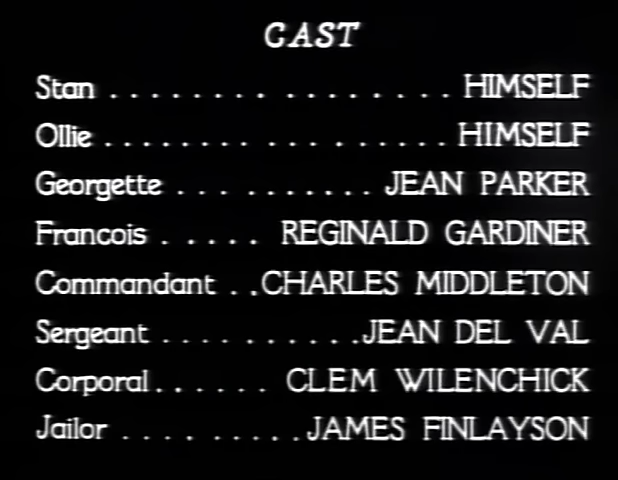 CAST
Stan . . . . . . . . . . . . . . . . . HIMSELF
Ollie . . . . . . . . . . . . . . . . . HIMSELF
Georgette . . . . . . . . . . JEAN PARKER
Francois . . . . . REGINALD GARDINER
Commandant . . CHARLES MIDDLETON
Sergeant . . . . . . . . . . JEAN DEL VAL
Corporal . . . . . . CLEM WILENCHICK
Jailor . . . . . . . . . JAMES FINLAYSON